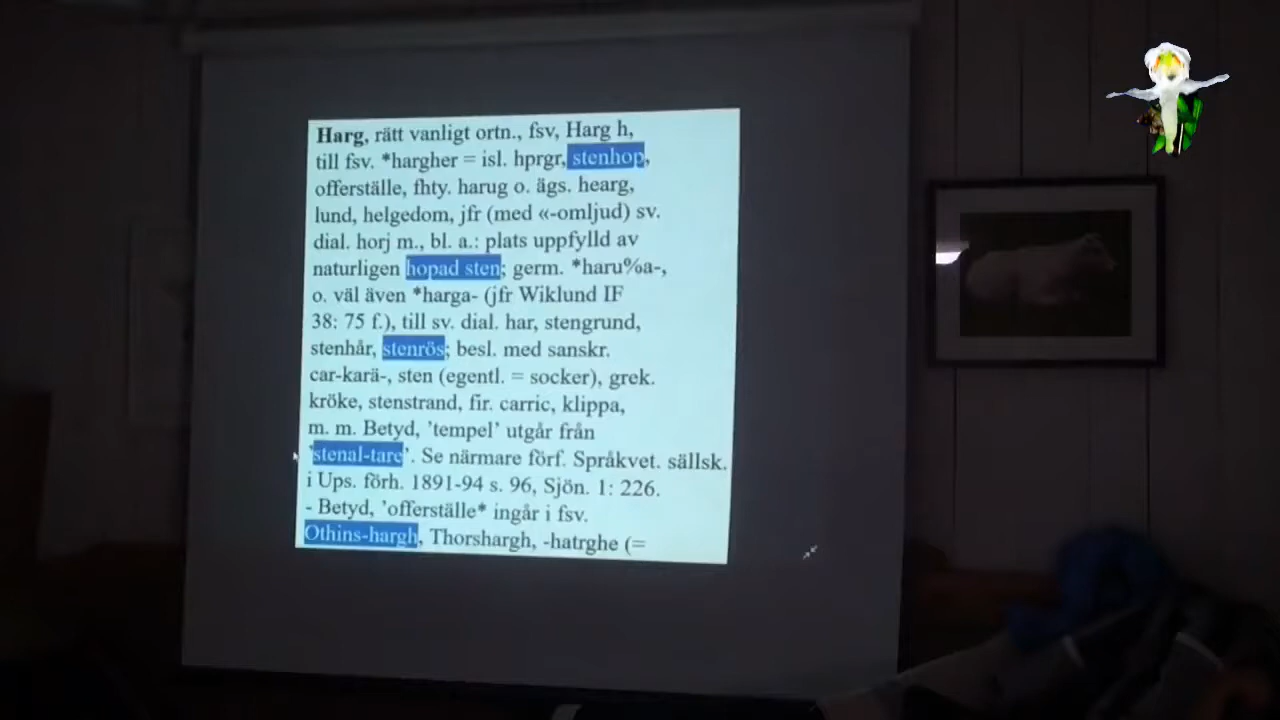 Harg, rätt vanligt ortn., fsv, Harg h,
till fsv. *hargher = isl. hprgr, stenhop,
offerställe, fhty. harug o. ägs. hearg,
lund, helgedom, jfr (med «-omljud) sv.
dial. horj m., bl. a.: plats uppfylld av
naturligen hopad sten; germ. *haru%a-,
o. väl även *harga- (jfr Wiklund IF
38: 75 f.), till sv. dial. har, stengrund,
stenhår, stenrös; besl. med sanskr.
car-karä-, sten (egentl. = socker), grek.
kröke, stenstrand, fir. carric, klippa,
m. m. Betyd, 'tempel' utgår från
'stenal-tare'. Se närmare förf. Språkvet. sällsk.
i Ups. förh. 1891-94 s. 96, Sjön. 1: 226.
- Betyd, 'offerställe* ingår i fsv.
Othins-hargh, Thorshargh, -hatrghe (=